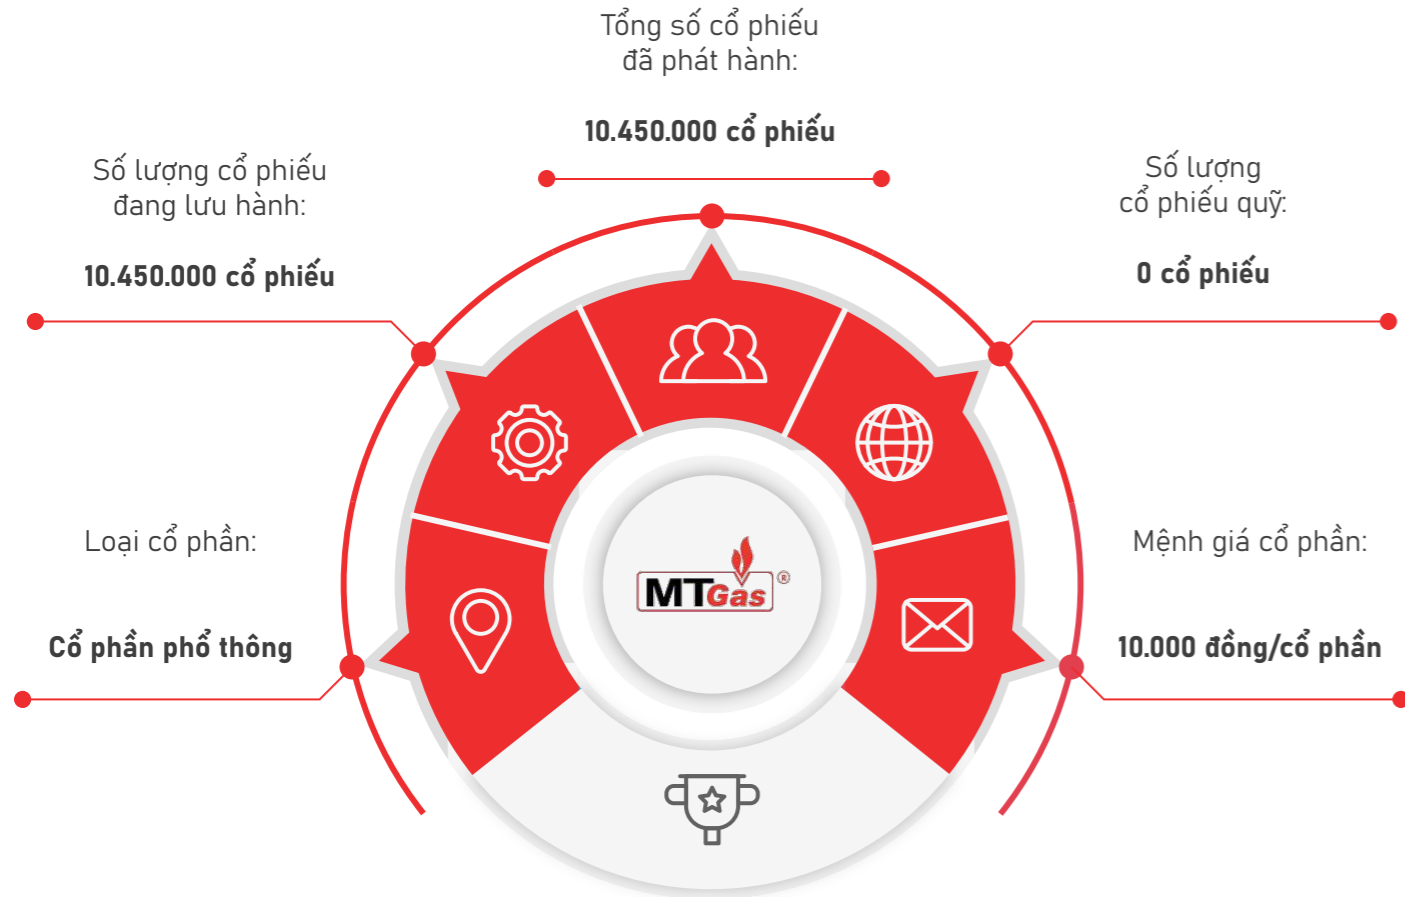 Tổng số cổ phiếu
đã phát hành:
10.450.000 cổ phiếu
Số lượng cổ phiếu
đang lưu hành:
10.450.000 cổ phiếu
Số lượng
cổ phiếu quỹ:
0 cổ phiếu
Loại cổ phần:
Cổ phần phổ thông
MTGas®
Mệnh giá cổ phần:
10.000 đồng/cổ phần